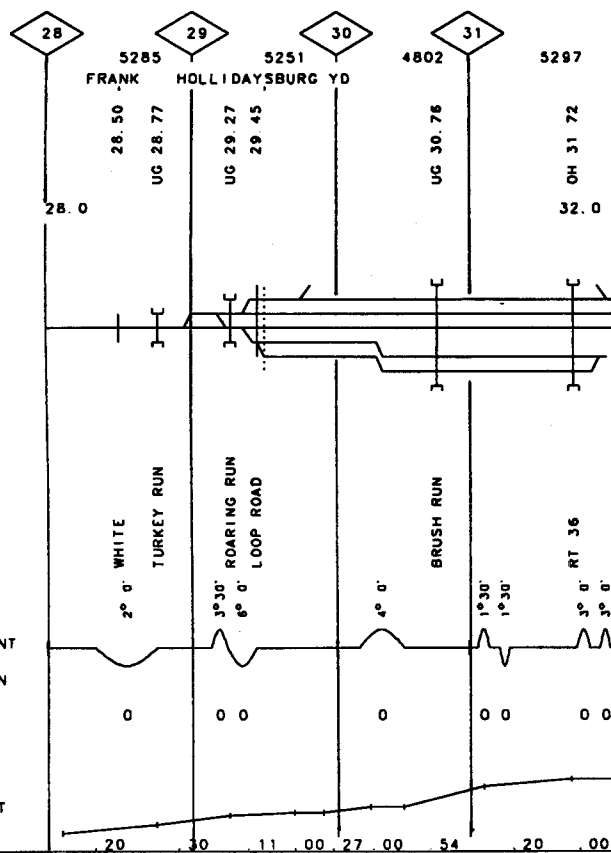 28 29 30 31
5285 5251 4802 5297
FRANK HOLLIDAYSBURG YD
28.50
UG 28.77
UG 29.27
29.45
UG 30.76
OH 31 72
28.0 32.0
WHITE
TURKEY RUN
ROARING RUN
LOOP ROAD
BRUSH RUN
RT 36
2° 0'
3°30'
6° 0'
4° 0'
1°30'
1°30'
3° 0'
3° 0'
NT
N
0 0 0 0 0 0 0 0
T
.20 .30 .11 .00 .27 .00 .54 .20 .00